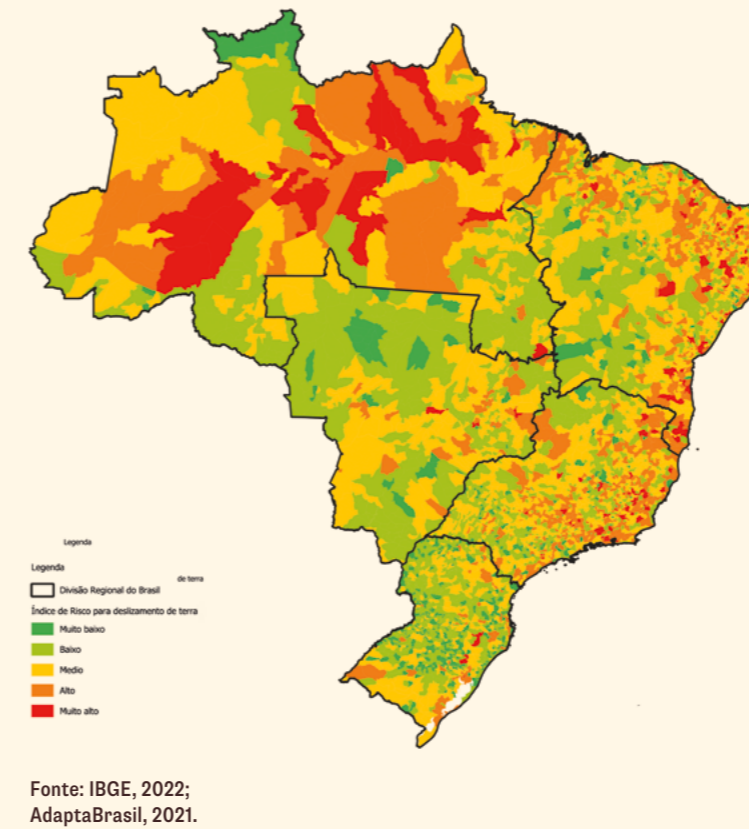 Legenda
Legenda
de terra
Divisão Regional do Brasil
Índice de Risco para deslizamento de terra
Muito baixo
Baixo
Medio
Alto
Muito alto
Fonte: IBGE, 2022;
AdaptaBrasil, 2021.